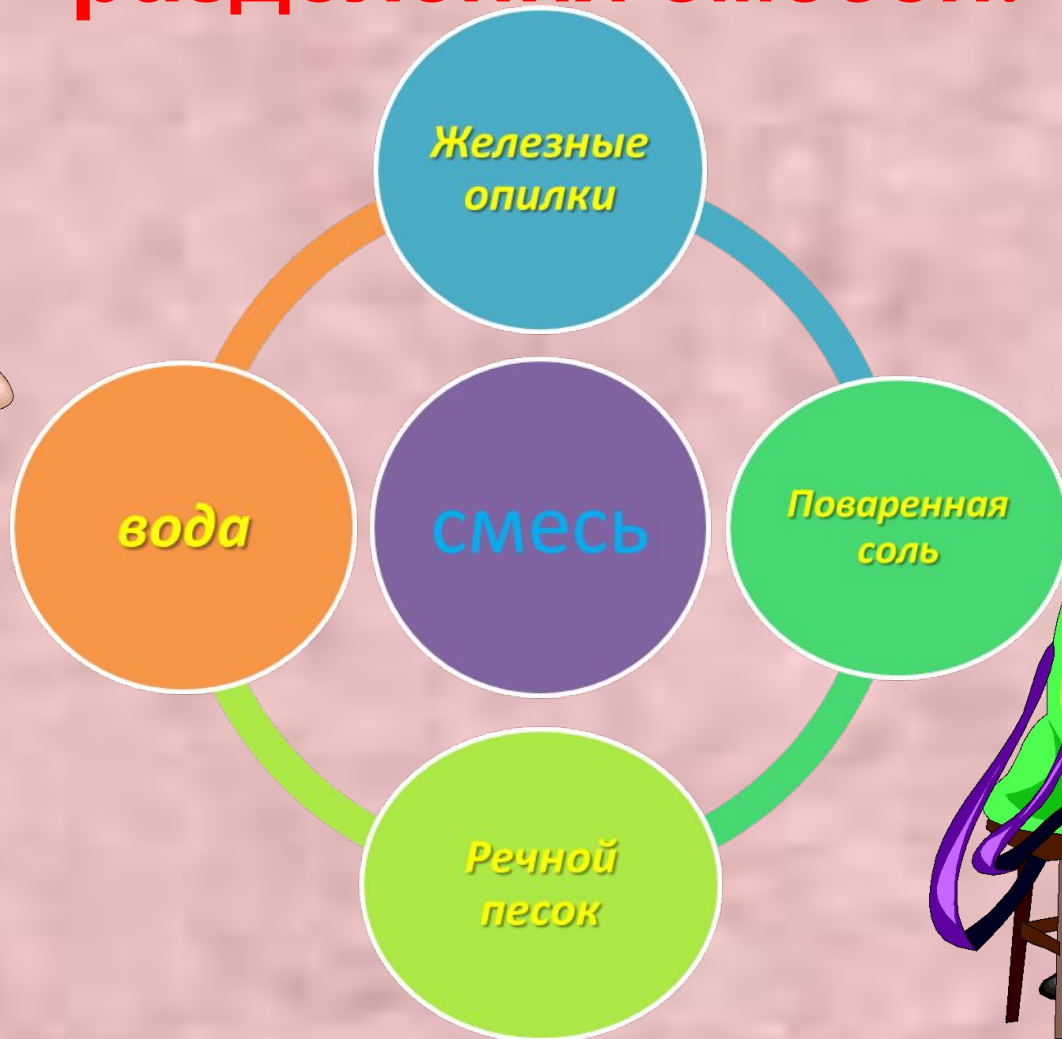 Железные
опилки
вода
смесь
Поваренная
соль
Речной
песок